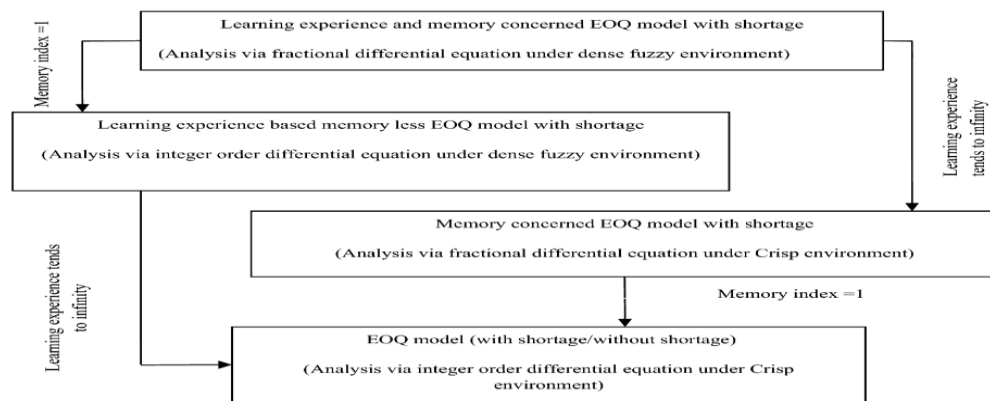 Learning experience and memory concerned EOQ model with shortage
(Analysis via fractional differential equation under dense fuzzy environment)
Memory index =1
Learning experience based memory less EOQ model with shortage
(Analysis via integer order differential equation under dense fuzzy environment)
Learning experience
tends to infinity
Memory concerned EOQ model with shortage
(Analysis via fractional differential equation under Crisp environment)
Learning experience tends
to infinity
Memory index =1
EOQ model (with shortage/without shortage)
(Analysis via integer order differential equation under Crisp
environment)